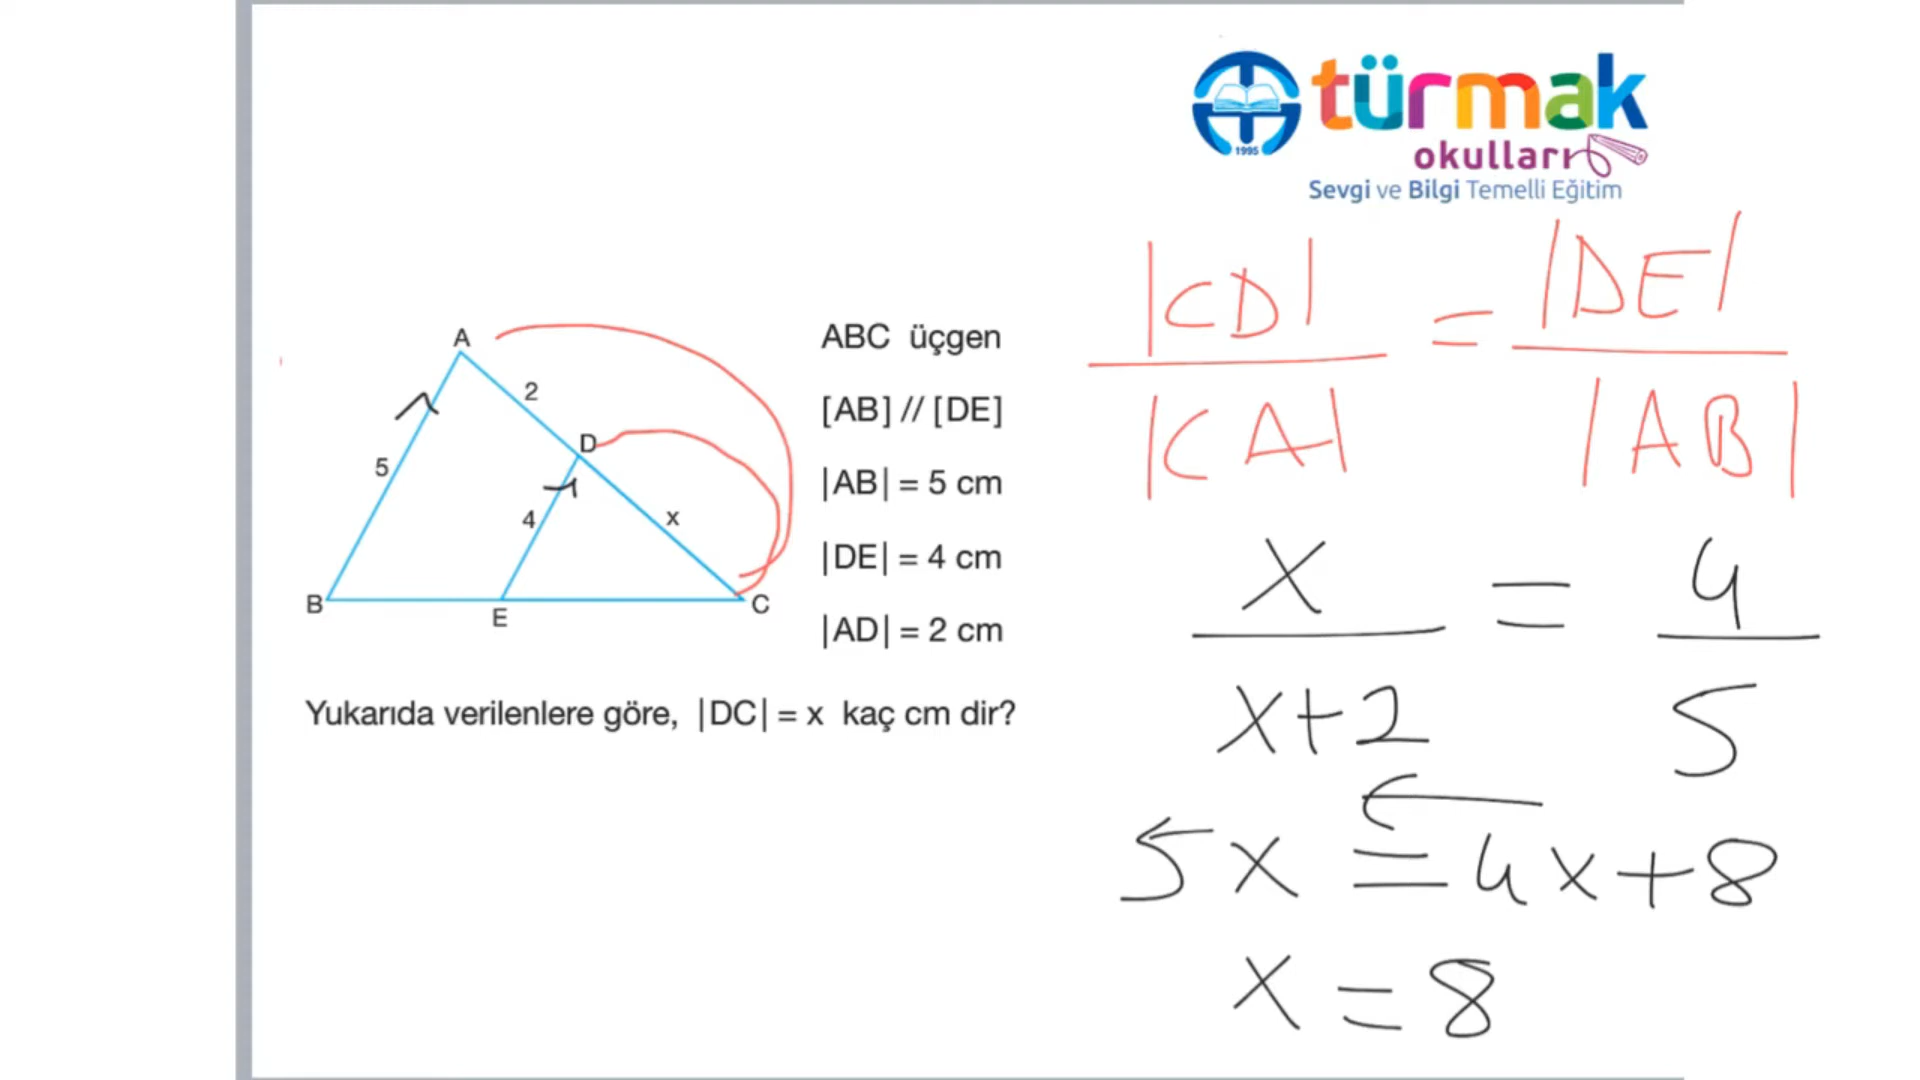 türmak
okulları
1995
Sevgi ve Bilgi Temelli Eğitim
|CD| = |DE|
|CA| |AB|
A
2
D
5
4
x
B
E
C
ABC üçgen
[AB] // [DE]
|AB| = 5 cm
|DE| = 4 cm
|AD| = 2 cm
Yukarıda verilenlere göre, |DC| = x kaç cm dir?
x = 4
x+2 5
5x = 4x+8
x = 8